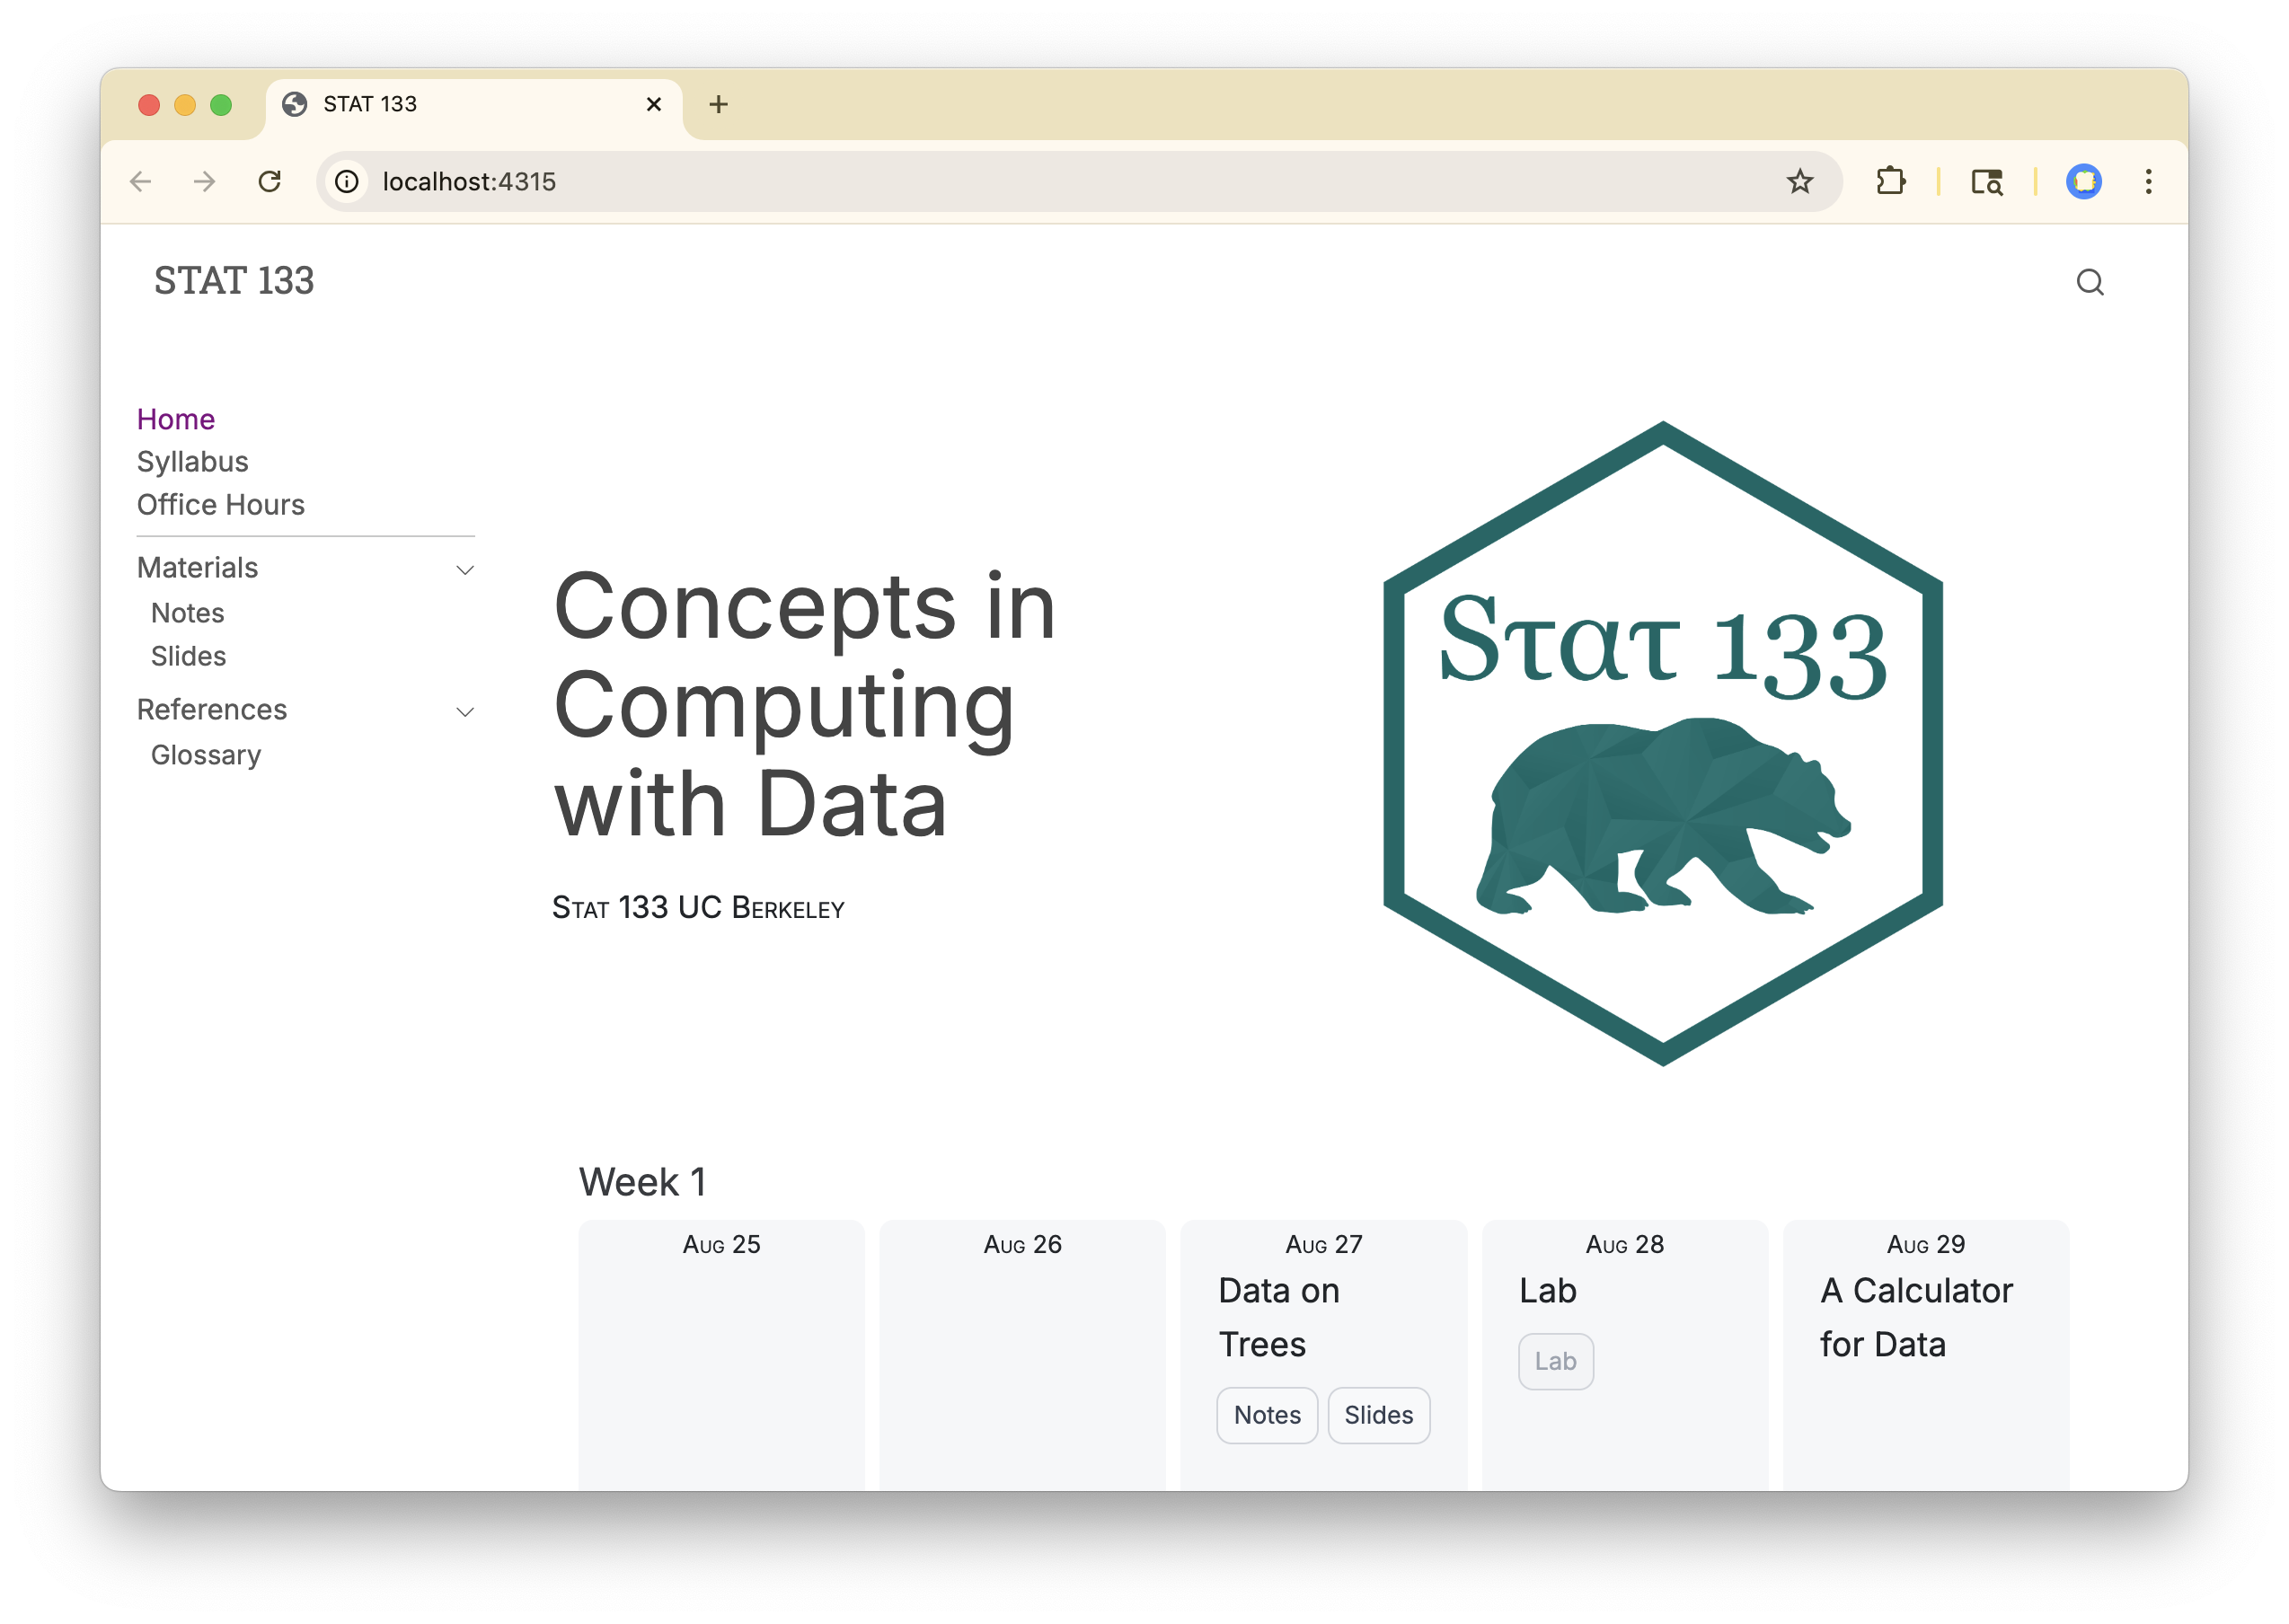 STAT 133
localhost:4315
STAT 133
Home
Syllabus
Office Hours
Materials
Notes
Slides
References
Glossary
Concepts in
Computing
with Data
Stat 133 UC Berkeley
Sτατ 133
Week 1
Aug 25
Aug 26
Aug 27
Data on
Trees
Notes Slides
Aug 28
Lab
Lab
Aug 29
A Calculator
for Data